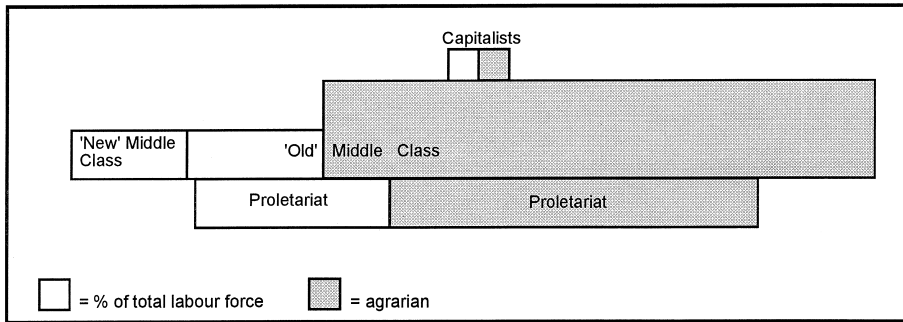 Capitalists
'New' Middle
Class
'Old' Middle Class
Proletariat
Proletariat
= % of total labour force
= agrarian